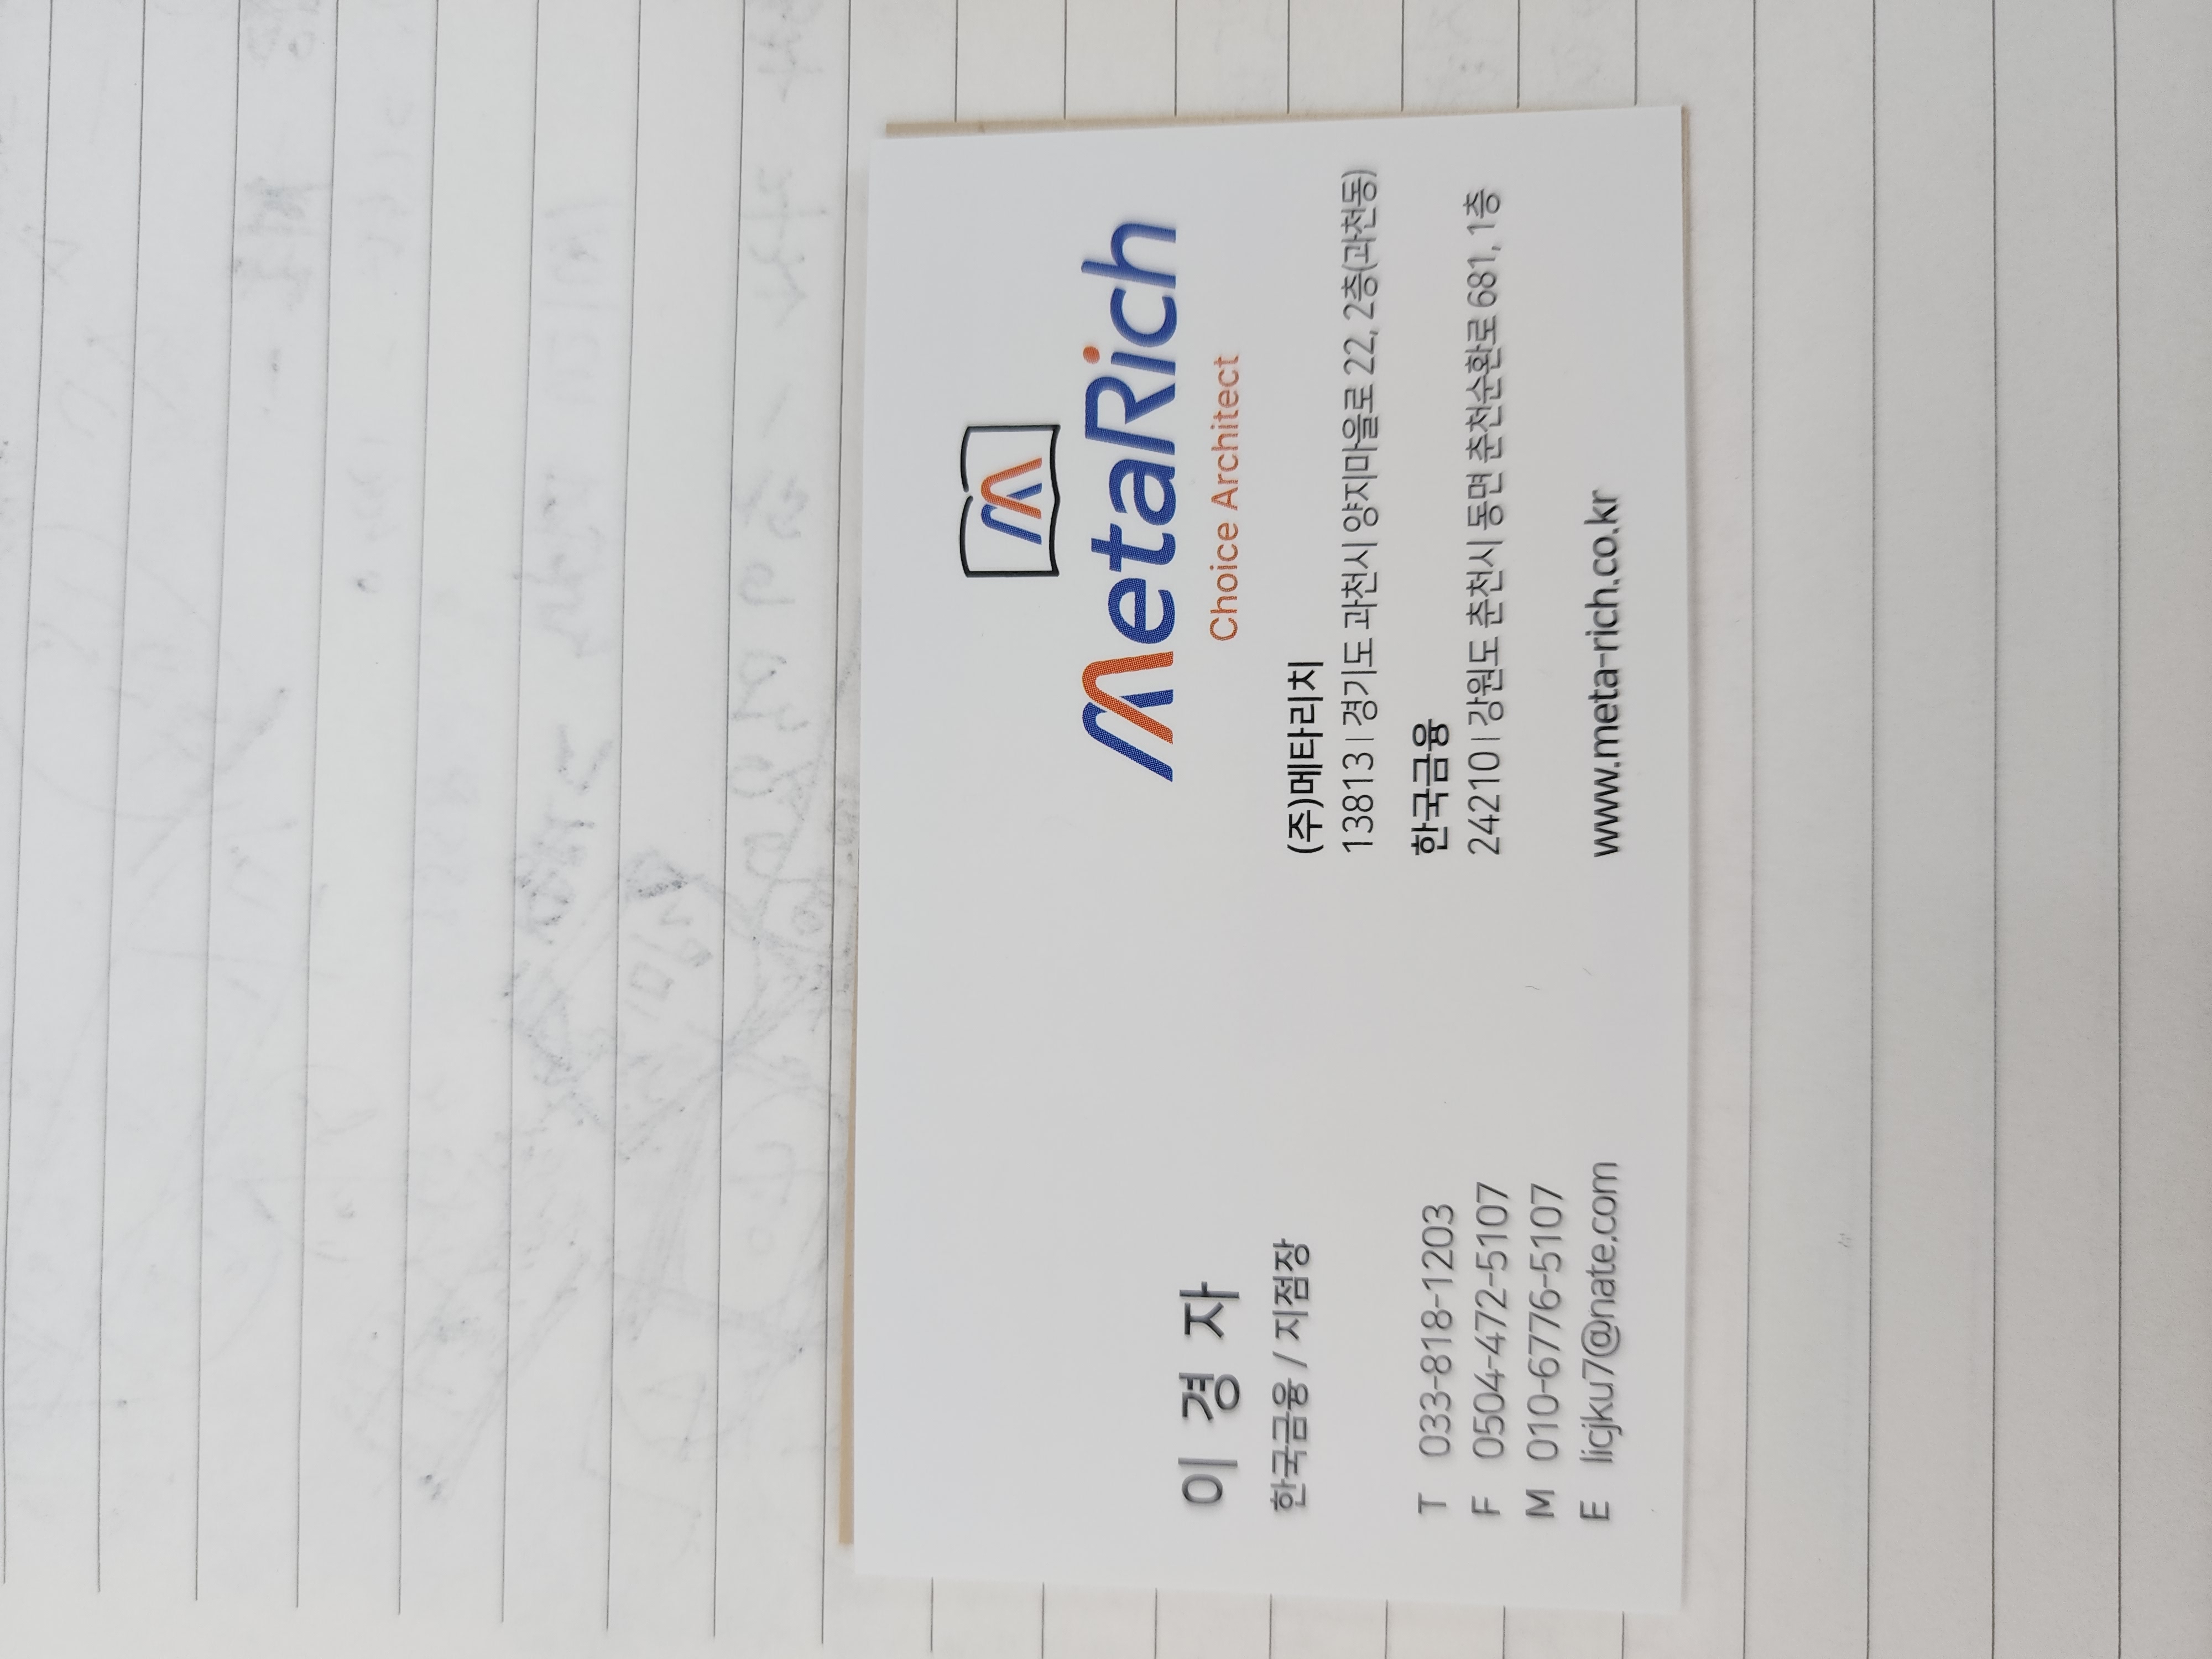 MetaRich
Choice Architect
이 경 자
한국금융 / 지점장
T 033-818-1203
F 0504-472-5107
M 010-6776-5107
E licjku7@nate.com
(주)메타리치
13813 | 경기도 과천시 양지마을로 22, 2층(과천동)
한국금융
24210 | 강원도 춘천시 동면 춘천순환로 681, 1층
www.meta-rich.co.kr